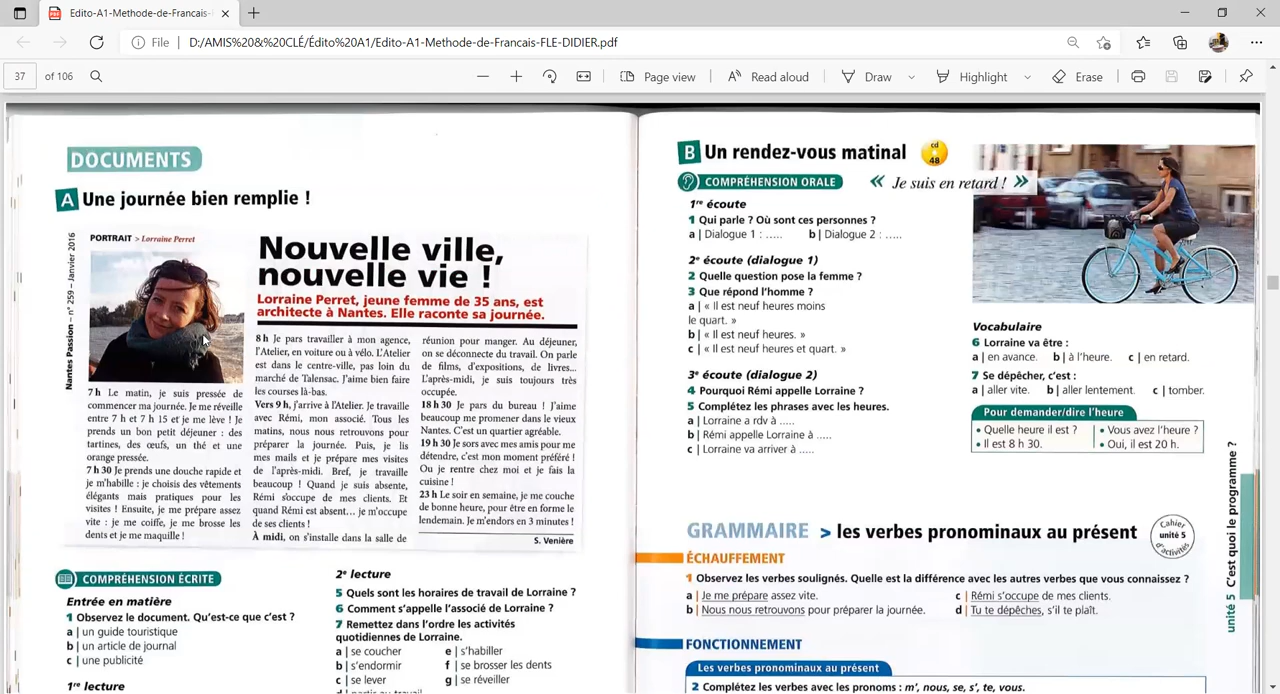 Edito-A1-Methode-de-Francais-
File D:/AMIS%20&%20CLÉ/Édito%20A1/Edito-A1-Methode-de-Francais-FLE-DIDIER.pdf
37 of 106 Page view Read aloud Draw Highlight Erase
DOCUMENTS
A Une journée bien remplie !
Nantes Passion – n° 259 – Janvier 2016
PORTRAIT > Lorraine Perret
Nouvelle ville,
nouvelle vie !
Lorraine Perret, jeune femme de 35 ans, est
architecte à Nantes. Elle raconte sa journée.
7 h Le matin, je suis pressée de
commencer ma journée. Je me réveille
entre 7 h et 7 h 15 et je me lève ! Je
prends un bon petit déjeuner : des
tartines, des œufs, un thé et une
orange pressée.
7 h 30 Je prends une douche rapide et
je m'habille : je choisis des vêtements
élégants mais pratiques pour les
visites ! Ensuite, je me prépare assez
vite : je me coiffe, je me brosse les
dents et je me maquille !
8 h Je pars travailler à mon agence,
l'Atelier, en voiture ou à vélo. L'Atelier
est dans le centre-ville, pas loin du
marché de Talensac. J'aime bien faire
les courses là-bas.
Vers 9 h, j'arrive à l'Atelier. Je travaille
avec Rémi, mon associé. Tous les
matins, nous nous retrouvons pour
préparer la journée. Puis, je lis
mes mails et je prépare mes visites
de l'après-midi. Bref, je travaille
beaucoup ! Quand je suis absente,
Rémi s'occupe de mes clients. Et
quand Rémi est absent... je m'occupe
de ses clients !
À midi, on s'installe dans la salle de
réunion pour manger. Au déjeuner,
on se déconnecte du travail. On parle
de films, d'expositions, de livres...
L'après-midi, je suis toujours très
occupée.
18 h 30 Je pars du bureau ! J'aime
beaucoup me promener dans le vieux
Nantes. C'est un quartier agréable.
19 h 30 Je sors avec mes amis pour me
détendre, c'est mon moment préféré !
Ou je rentre chez moi et je fais la
cuisine !
23 h Le soir en semaine, je me couche
de bonne heure, pour être en forme le
lendemain. Je m'endors en 3 minutes !
S. Venière
COMPRÉHENSION ÉCRITE
Entrée en matière
1 Observez le document. Qu'est-ce que c'est ?
a | un guide touristique
b | un article de journal
c | une publicité
1re lecture
2e lecture
5 Quels sont les horaires de travail de Lorraine ?
6 Comment s'appelle l'associé de Lorraine ?
7 Remettez dans l'ordre les activités
quotidiennes de Lorraine.
a | se coucher e | s'habiller
b | s'endormir f | se brosser les dents
c | se lever g | se réveiller
d | partir au travail
B Un rendez-vous matinal cd 48
COMPRÉHENSION ORALE « Je suis en retard ! »
1re écoute
1 Qui parle ? Où sont ces personnes ?
a | Dialogue 1 : ..... b | Dialogue 2 : .....
2e écoute (dialogue 1)
2 Quelle question pose la femme ?
3 Que répond l'homme ?
a | « Il est neuf heures moins
le quart. »
b | « Il est neuf heures. »
c | « Il est neuf heures et quart. »
3e écoute (dialogue 2)
4 Pourquoi Rémi appelle Lorraine ?
5 Complétez les phrases avec les heures.
a | Lorraine a rdv à .....
b | Rémi appelle Lorraine à .....
c | Lorraine va arriver à .....
Vocabulaire
6 Lorraine va être :
a | en avance. b | à l'heure. c | en retard.
7 Se dépêcher, c'est :
a | aller vite. b | aller lentement. c | tomber.
Pour demander/dire l'heure
• Quelle heure il est ? • Vous avez l'heure ?
• Il est 8 h 30. • Oui, il est 20 h.
GRAMMAIRE > les verbes pronominaux au présent
Cahier unité 5 d'activités
ÉCHAUFFEMENT
1 Observez les verbes soulignés. Quelle est la différence avec les autres verbes que vous connaissez ?
a | Je me prépare assez vite. c | Rémi s'occupe de mes clients.
b | Nous nous retrouvons pour préparer la journée. d | Tu te dépêches, s'il te plaît.
FONCTIONNEMENT
Les verbes pronominaux au présent
2 Complétez les verbes avec les pronoms : m', nous, se, s', te, vous.
unité 5 C'est quoi le programme ?